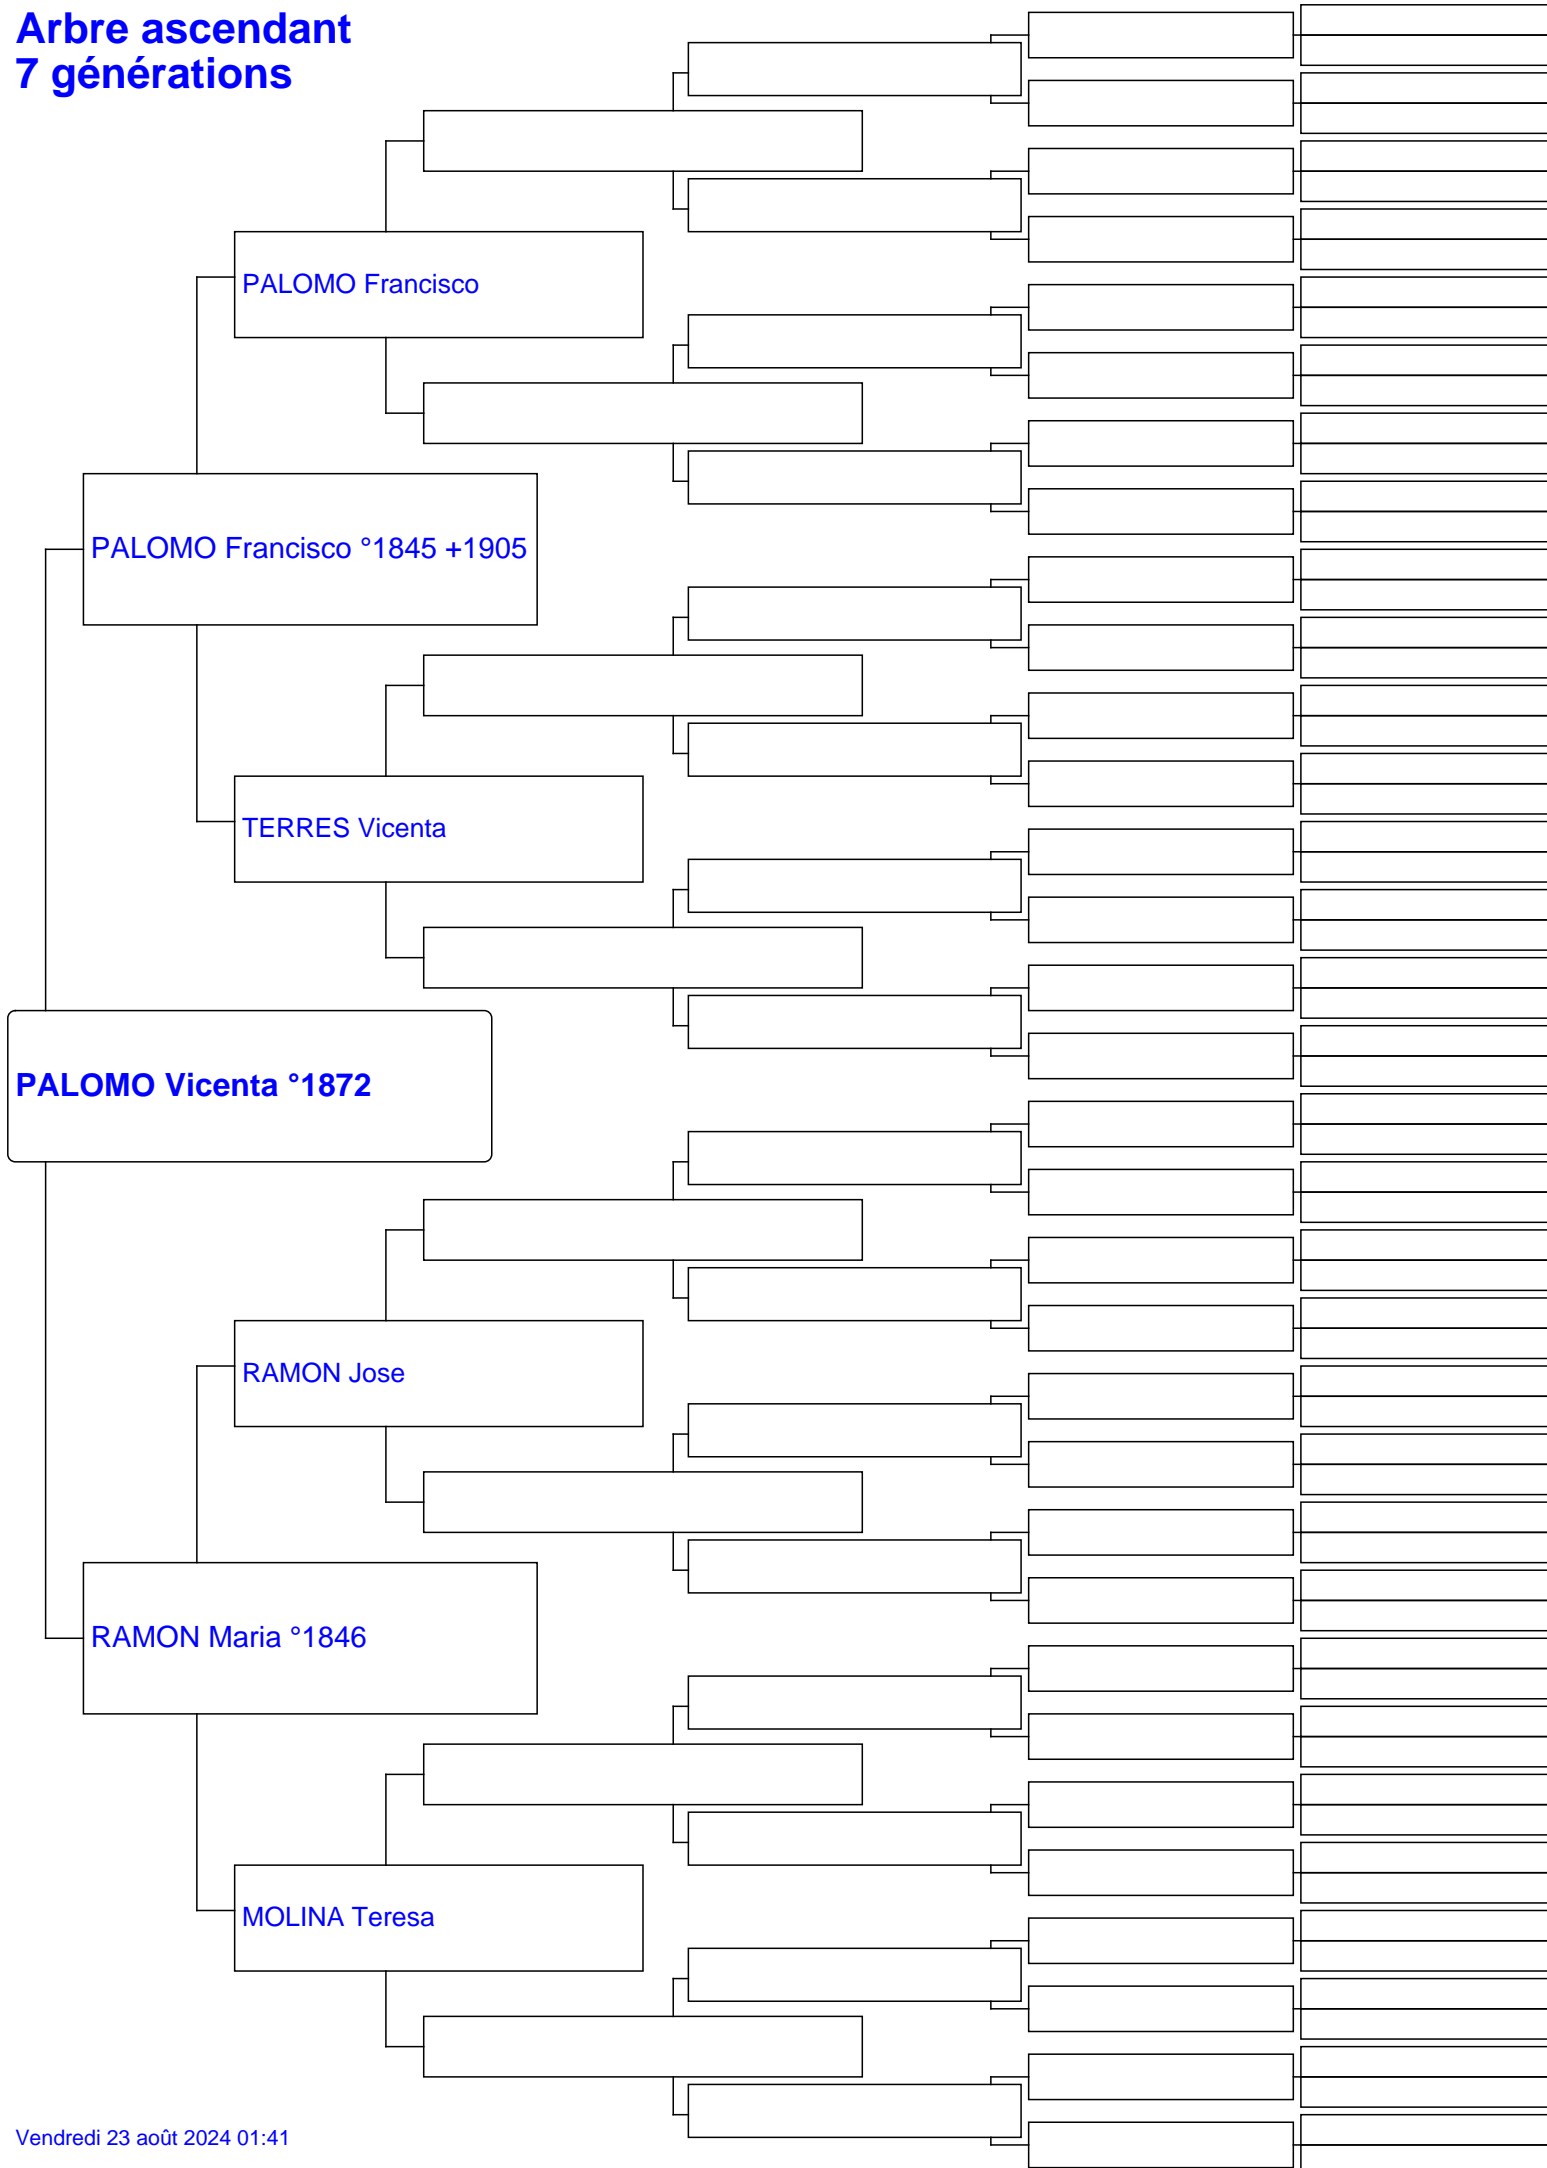 Arbre ascendant
7 générations
PALOMO Francisco
PALOMO Francisco °1845 +1905
TERRES Vicenta
PALOMO Vicenta °1872
RAMON Jose
RAMON Maria °1846
MOLINA Teresa
Vendredi 23 août 2024 01:41